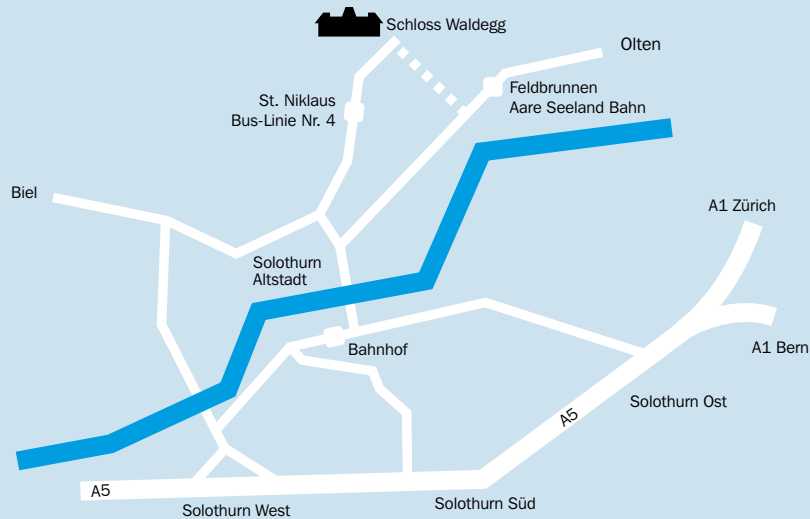 Schloss Waldegg
Olten
Feldbrunnen
Aare Seeland Bahn
St. Niklaus
Bus-Linie Nr. 4
Biel
A1 Zürich
Solothurn
Altstadt
Bahnhof
A1 Bern
Solothurn Ost
A5
A5
Solothurn Süd
Solothurn West